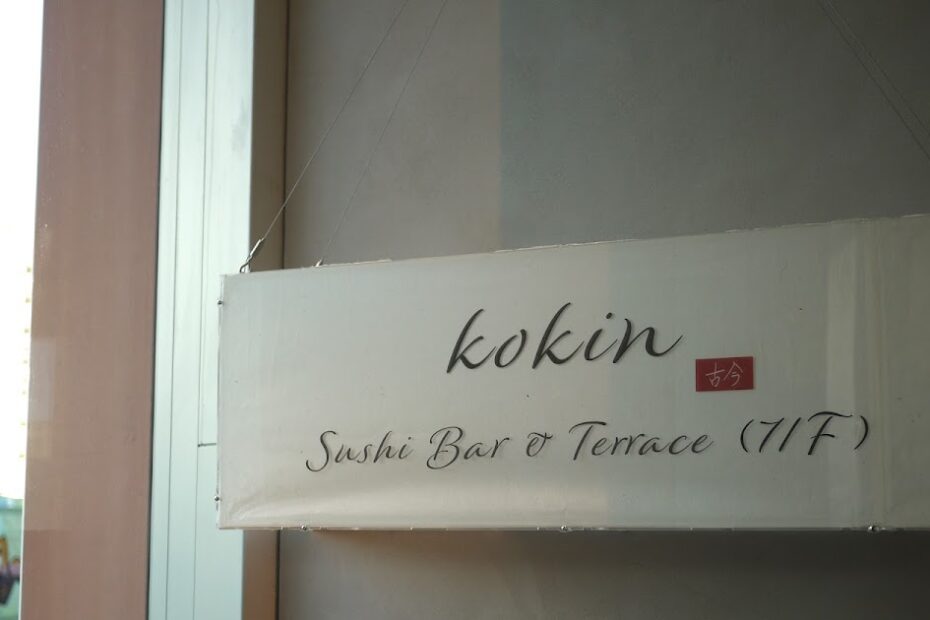 kokin
古今
Sushi Bar & Terrace (7/F)